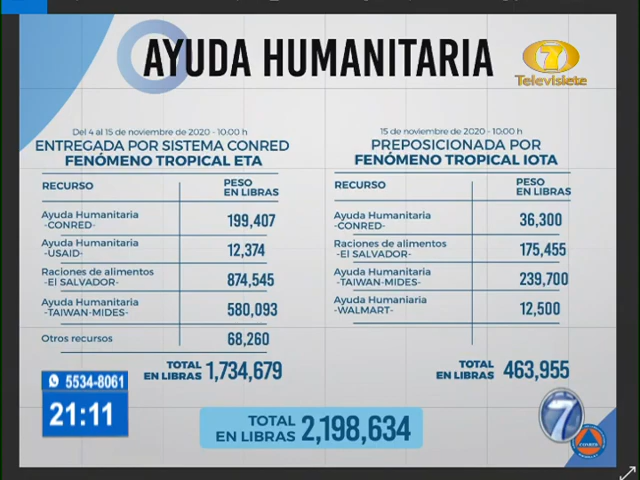 AYUDA HUMANITARIA
7
Televisiete
Del 4 al 15 de noviembre de 2020 - 10:00 h
ENTREGADA POR SISTEMA CONRED
FENÓMENO TROPICAL ETA
RECURSO
PESO
EN LIBRAS
Ayuda Humanitaria
-CONRED-
199,407
Ayuda Humanitaria
-USAID-
12,374
Raciones de alimentos
-El SALVADOR-
874,545
Ayuda Humanitaria
-TAIWAN-MIDES-
580,093
Otros recursos
68,260
TOTAL
EN LIBRAS
1,734,679
15 de noviembre de 2020 - 10:00 h
PREPOSICIONADA POR
FENÓMENO TROPICAL IOTA
RECURSO
PESO
EN LIBRAS
Ayuda Humanitaria
-CONRED-
36,300
Raciones de alimentos
-El SALVADOR-
175,455
Ayuda Humanitaria
-TAIWAN-MIDES-
239,700
Ayuda Humaniaria
-WALMART-
12,500
TOTAL
EN LIBRAS
463,955
5534-8061
21:11
TOTAL
EN LIBRAS
2,198,634
7